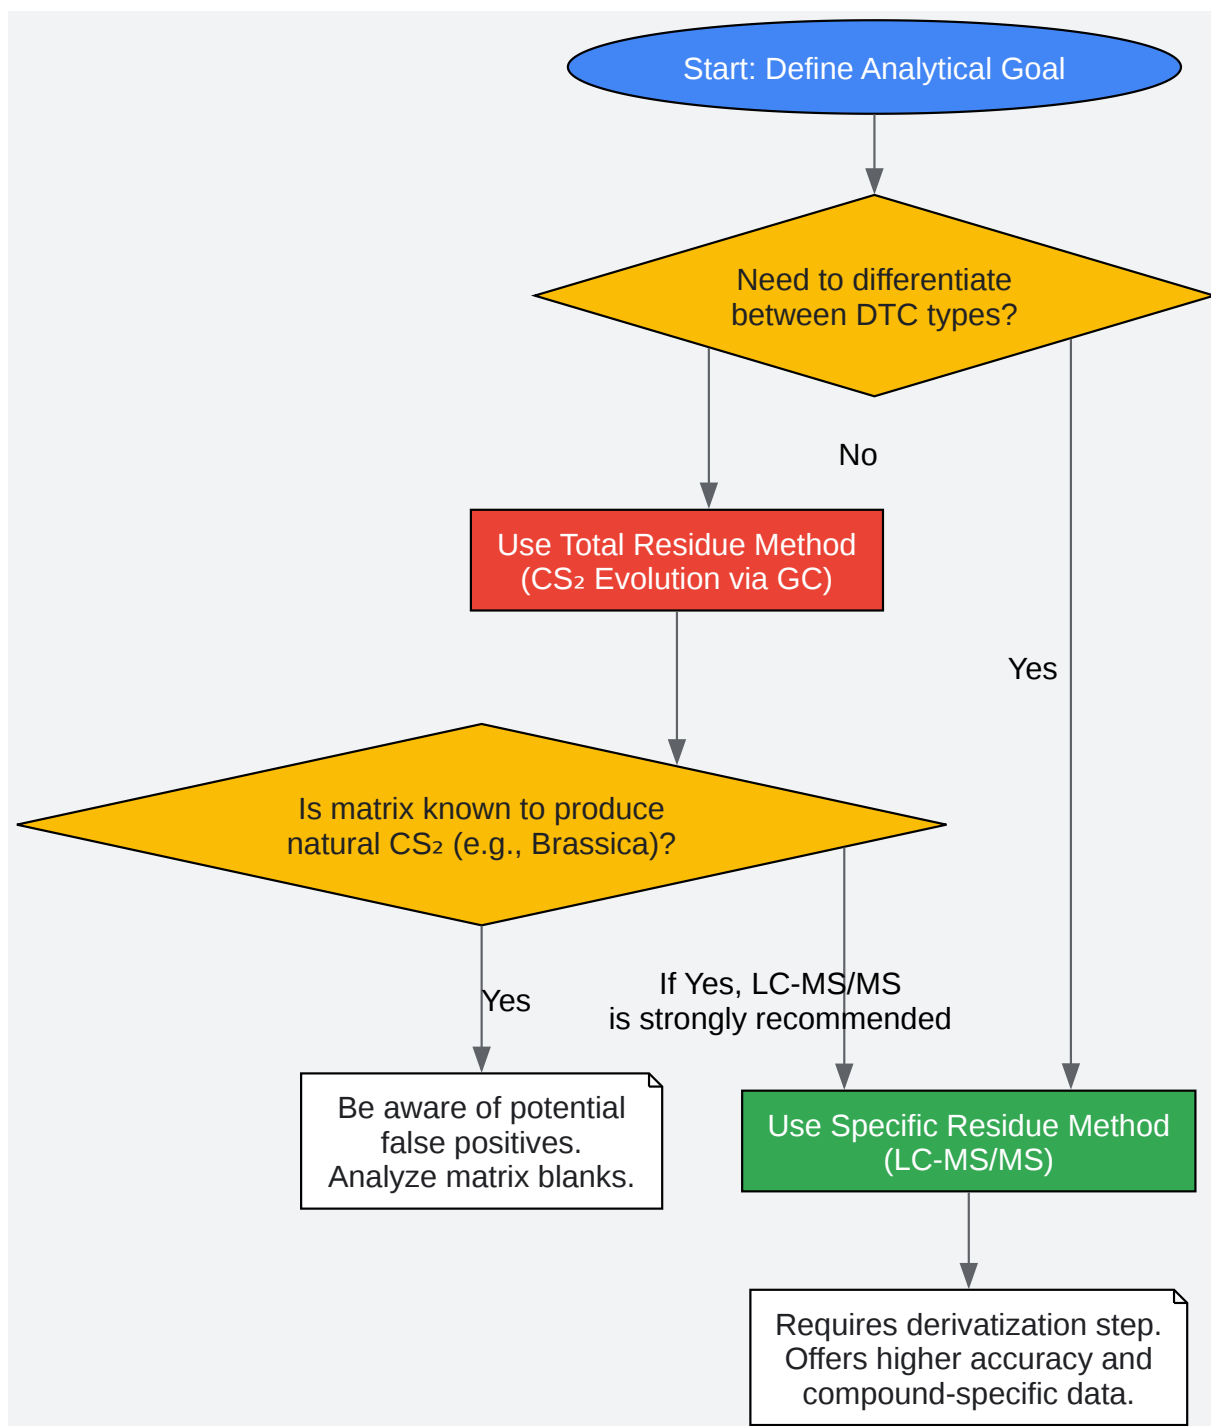 Start: Define Analytical Goal
Need to differentiate
between DTC types?
No
Use Total Residue Method
(CS₂ Evolution via GC)
Yes
Is matrix known to produce
natural CS₂ (e.g., Brassica)?
Yes
If Yes, LC-MS/MS
is strongly recommended
Be aware of potential
false positives.
Analyze matrix blanks.
Use Specific Residue Method
(LC-MS/MS)
Requires derivatization step.
Offers higher accuracy and
compound-specific data.